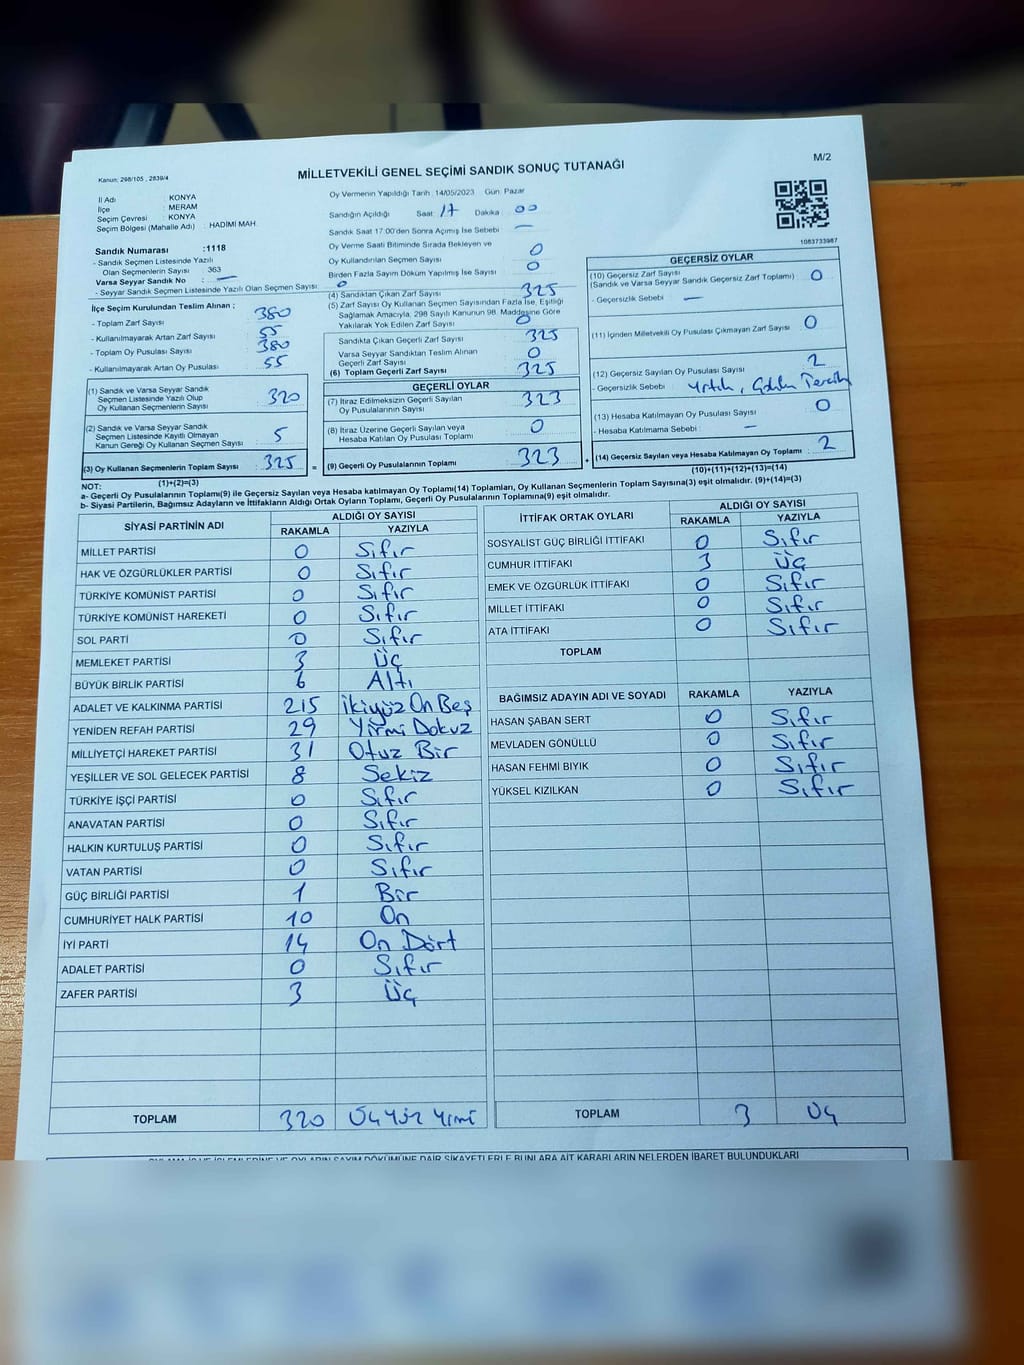 M/2
Kanun: 298/105 , 2839/4
MİLLETVEKİLİ GENEL SEÇİMİ SANDIK SONUÇ TUTANAĞI
İl Adı : KONYA
İlçe : MERAM
Seçim Çevresi : KONYA
Seçim Bölgesi (Mahalle Adı) : HADİMİ MAH
Sandık Numarası :1118
- Sandık Seçmen Listesinde Yazılı
Olan Seçmenlerin Sayısı : 363
Varsa Seyyar Sandık No : —
- Seyyar Sandık Seçmen Listesinde Yazılı Olan Seçmen Sayısı : 0
İlçe Seçim Kurulundan Teslim Alınan ;
- Toplam Zarf Sayısı : 380
- Kullanılmayarak Artan Zarf Sayısı : 55
- Toplam Oy Pusulası Sayısı : 380
- Kullanılmayarak Artan Oy Pusulası : 55
(1) Sandık ve Varsa Seyyar Sandık
Seçmen Listesinde Yazılı Olup
Oy Kullanan Seçmenlerin Sayısı : 320
(2) Sandık ve Varsa Seyyar Sandık
Seçmen Listesinde Kayıtlı Olmayan
Kanun Gereği Oy Kullanan Seçmen Sayısı : 5
(3) Oy Kullanan Seçmenlerin Toplam Sayısı : 325
(1)+(2)=(3)
Oy Vermenin Yapıldığı Tarih : 14/05/2023 Gün: Pazar
Sandığın Açıldığı Saat : 17 Dakika : 00
Sandık Saat 17:00'den Sonra Açımış İse Sebebi : —
Oy Verme Saati Bitiminde Sırada Bekleyen ve
Oy Kullandırılan Seçmen Sayısı : 0
Birden Fazla Sayım Döküm Yapılmış İse Sayısı : 0
(4) Sandıktan Çıkan Zarf Sayısı : 325
(5) Zarf Sayısı Oy Kullanan Seçmen Sayısından Fazla İse, Eşitliği
Sağlamak Amacıyla, 298 Sayılı Kanunun 98. Maddesine Göre
Yakılarak Yok Edilen Zarf Sayısı : 0
Sandıkta Çıkan Geçerli Zarf Sayısı : 325
Varsa Seyyar Sandıktan Teslim Alınan
Geçerli Zarf Sayısı : 0
(6) Toplam Geçerli Zarf Sayısı : 325
GEÇERLİ OYLAR
(7) İtiraz Edilmeksizin Geçerli Sayılan
Oy Pusulalarının Sayısı : 323
(8) İtiraz Üzerine Geçerli Sayılan veya
Hesaba Katılan Oy Pusulası Toplamı : 0
= (9) Geçerli Oy Pusulalarının Toplamı : 323
1083733987
GEÇERSİZ OYLAR
(10) Geçersiz Zarf Sayısı
(Sandık ve Varsa Seyyar Sandık Geçersiz Zarf Toplamı) : 0
- Geçersizlik Sebebi : —
(11) İçinden Milletvekili Oy Pusulası Çıkmayan Zarf Sayısı : 0
(12) Geçersiz Sayılan Oy Pusulası Sayısı : 2
- Geçersizlik Sebebi : Yırtık,
(13) Hesaba Katılmayan Oy Pusulası Sayısı : 0
- Hesaba Katılmama Sebebi : —
+ (14) Geçersiz Sayılan veya Hesaba Katılmayan Oy Toplamı : 2
(10)+(11)+(12)+(13)=(14)
NOT:
a- Geçerli Oy Pusulalarının Toplamı(9) ile Geçersiz Sayılan veya Hesaba katılmayan Oy Toplamı(14) Toplamları, Oy Kullanan Seçmenlerin Toplam Sayısına(3) eşit olmalıdır. (9)+(14)=(3)
b- Siyasi Partilerin, Bağımsız Adayların ve İttifakların Aldığı Ortak Oyların Toplamı, Geçerli Oy Pusulalarının Toplamına(9) eşit olmalıdır.
SİYASİ PARTİNİN ADI ALDIĞI OY SAYISI
RAKAMLA YAZIYLA
MİLLET PARTİSİ 0 Sıfır
HAK VE ÖZGÜRLÜKLER PARTİSİ 0 Sıfır
TÜRKİYE KOMÜNİST PARTİSİ 0 Sıfır
TÜRKİYE KOMÜNİST HAREKETİ 0 Sıfır
SOL PARTİ 0 Sıfır
MEMLEKET PARTİSİ 3 Üç
BÜYÜK BİRLİK PARTİSİ 6 Altı
ADALET VE KALKINMA PARTİSİ 215 İkiyüz On Beş
YENİDEN REFAH PARTİSİ 29 Yirmi Dokuz
MİLLİYETÇİ HAREKET PARTİSİ 31 Otuz Bir
YEŞİLLER VE SOL GELECEK PARTİSİ 8 Sekiz
TÜRKİYE İŞÇİ PARTİSİ 0 Sıfır
ANAVATAN PARTİSİ 0 Sıfır
HALKIN KURTULUŞ PARTİSİ 0 Sıfır
VATAN PARTİSİ 0 Sıfır
GÜÇ BİRLİĞİ PARTİSİ 1 Bir
CUMHURİYET HALK PARTİSİ 10 On
İYİ PARTİ 14 On Dört
ADALET PARTİSİ 0 Sıfır
ZAFER PARTİSİ 3 Üç
TOPLAM 320 Üç Yüz Yirmi
İTTİFAK ORTAK OYLARI ALDIĞI OY SAYISI
RAKAMLA YAZIYLA
SOSYALİST GÜÇ BİRLİĞİ İTTİFAKI 0 Sıfır
CUMHUR İTTİFAKI 3 Üç
EMEK VE ÖZGÜRLÜK İTTİFAKI 0 Sıfır
MİLLET İTTİFAKI 0 Sıfır
ATA İTTİFAKI 0 Sıfır
TOPLAM
BAĞIMSIZ ADAYIN ADI VE SOYADI RAKAMLA YAZIYLA
HASAN ŞABAN SERT 0 Sıfır
MEVLADEN GÖNÜLLÜ 0 Sıfır
HASAN FEHMİ BIYIK 0 Sıfır
YÜKSEL KIZILKAN 0 Sıfır
TOPLAM 3 Üç
OYLAMA İŞ VE İŞLEMLERİNE VE OYLARIN SAYIM DÖKÜMÜNE DAİR ŞİKAYETLERLE BUNLARA AİT KARARLARIN NELERDEN İBARET BULUNDUKLARI